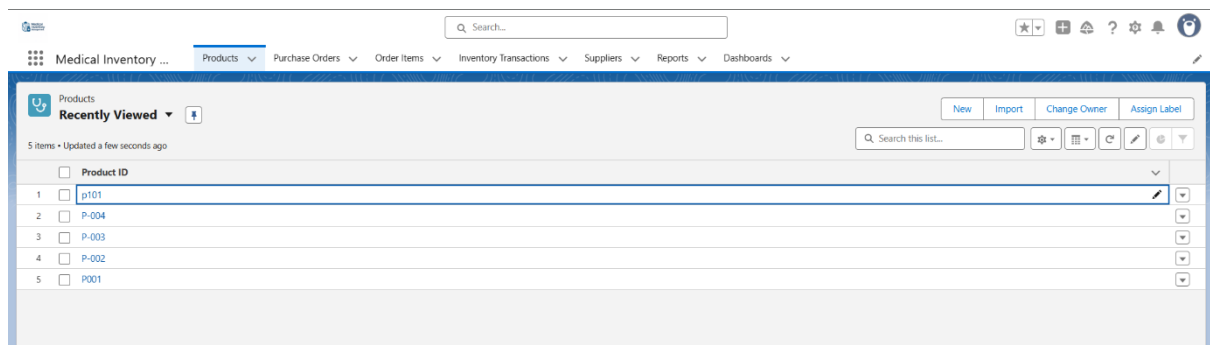 Search...
Medical Inventory ... Products Purchase Orders Order Items Inventory Transactions Suppliers Reports Dashboards
Products
Recently Viewed
New Import Change Owner Assign Label
5 items • Updated a few seconds ago
Search this list...
Product ID
1 p101
2 P-004
3 P-003
4 P-002
5 P001